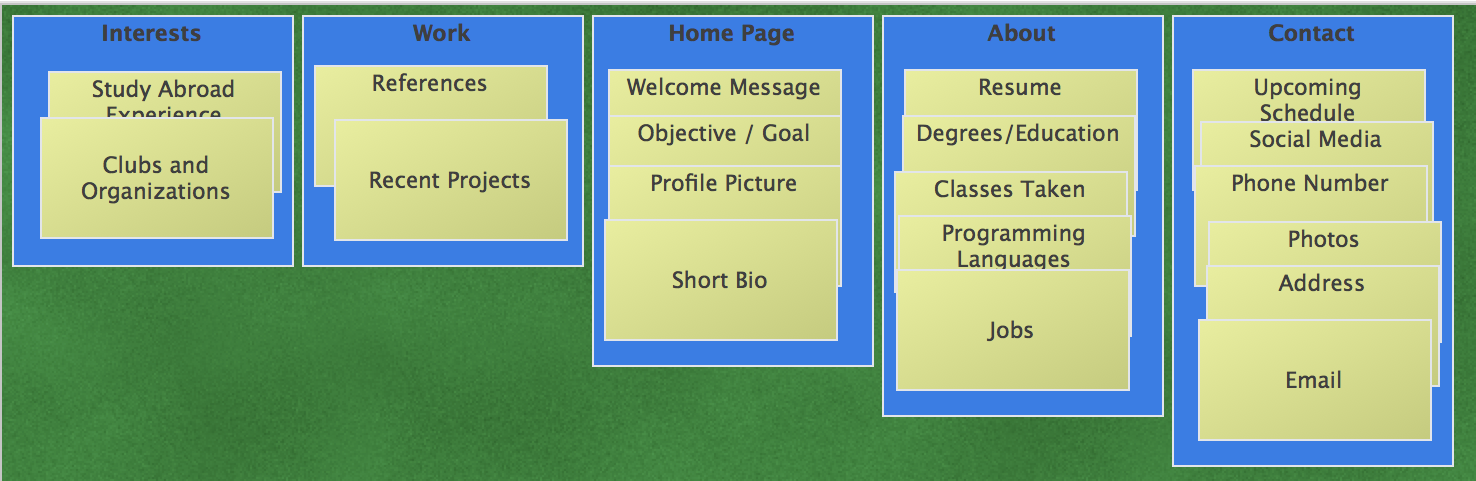 Interests
Study Abroad
Experience
Clubs and
Organizations
Work
References
Recent Projects
Home Page
Welcome Message
Objective / Goal
Profile Picture
Short Bio
About
Resume
Degrees/Education
Classes Taken
Programming
Languages
Jobs
Contact
Upcoming
Schedule
Social Media
Phone Number
Photos
Address
Email